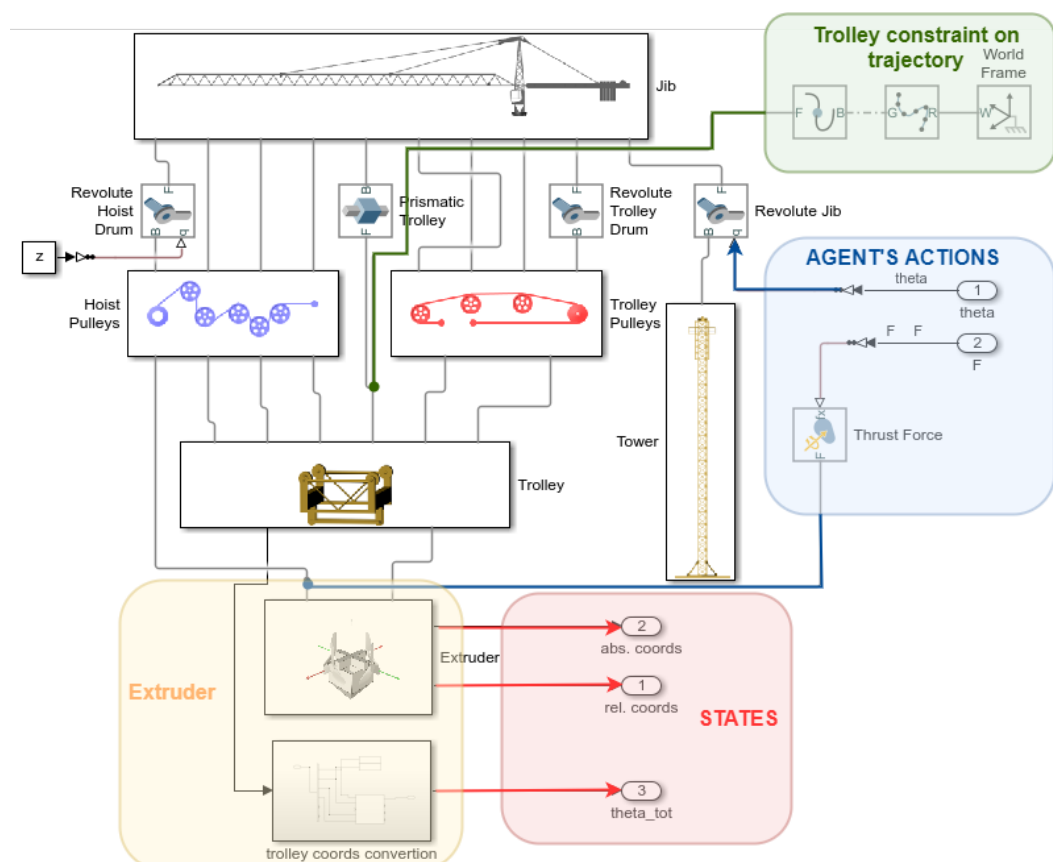 Trolley constraint on
trajectory
World
Frame
F
B
G
R
W
Jib
Revolute
Hoist
Drum
F
B
q
Prismatic
Trolley
B
F
Revolute
Trolley
Drum
F
B
Revolute Jib
F
B
q
z
Hoist
Pulleys
Trolley
Pulleys
AGENT'S ACTIONS
theta
1
theta
F F
2
F
fx
F
Thrust Force
Tower
Trolley
Extruder
Extruder
2
abs. coords
1
rel. coords
STATES
3
theta_tot
trolley coords convertion